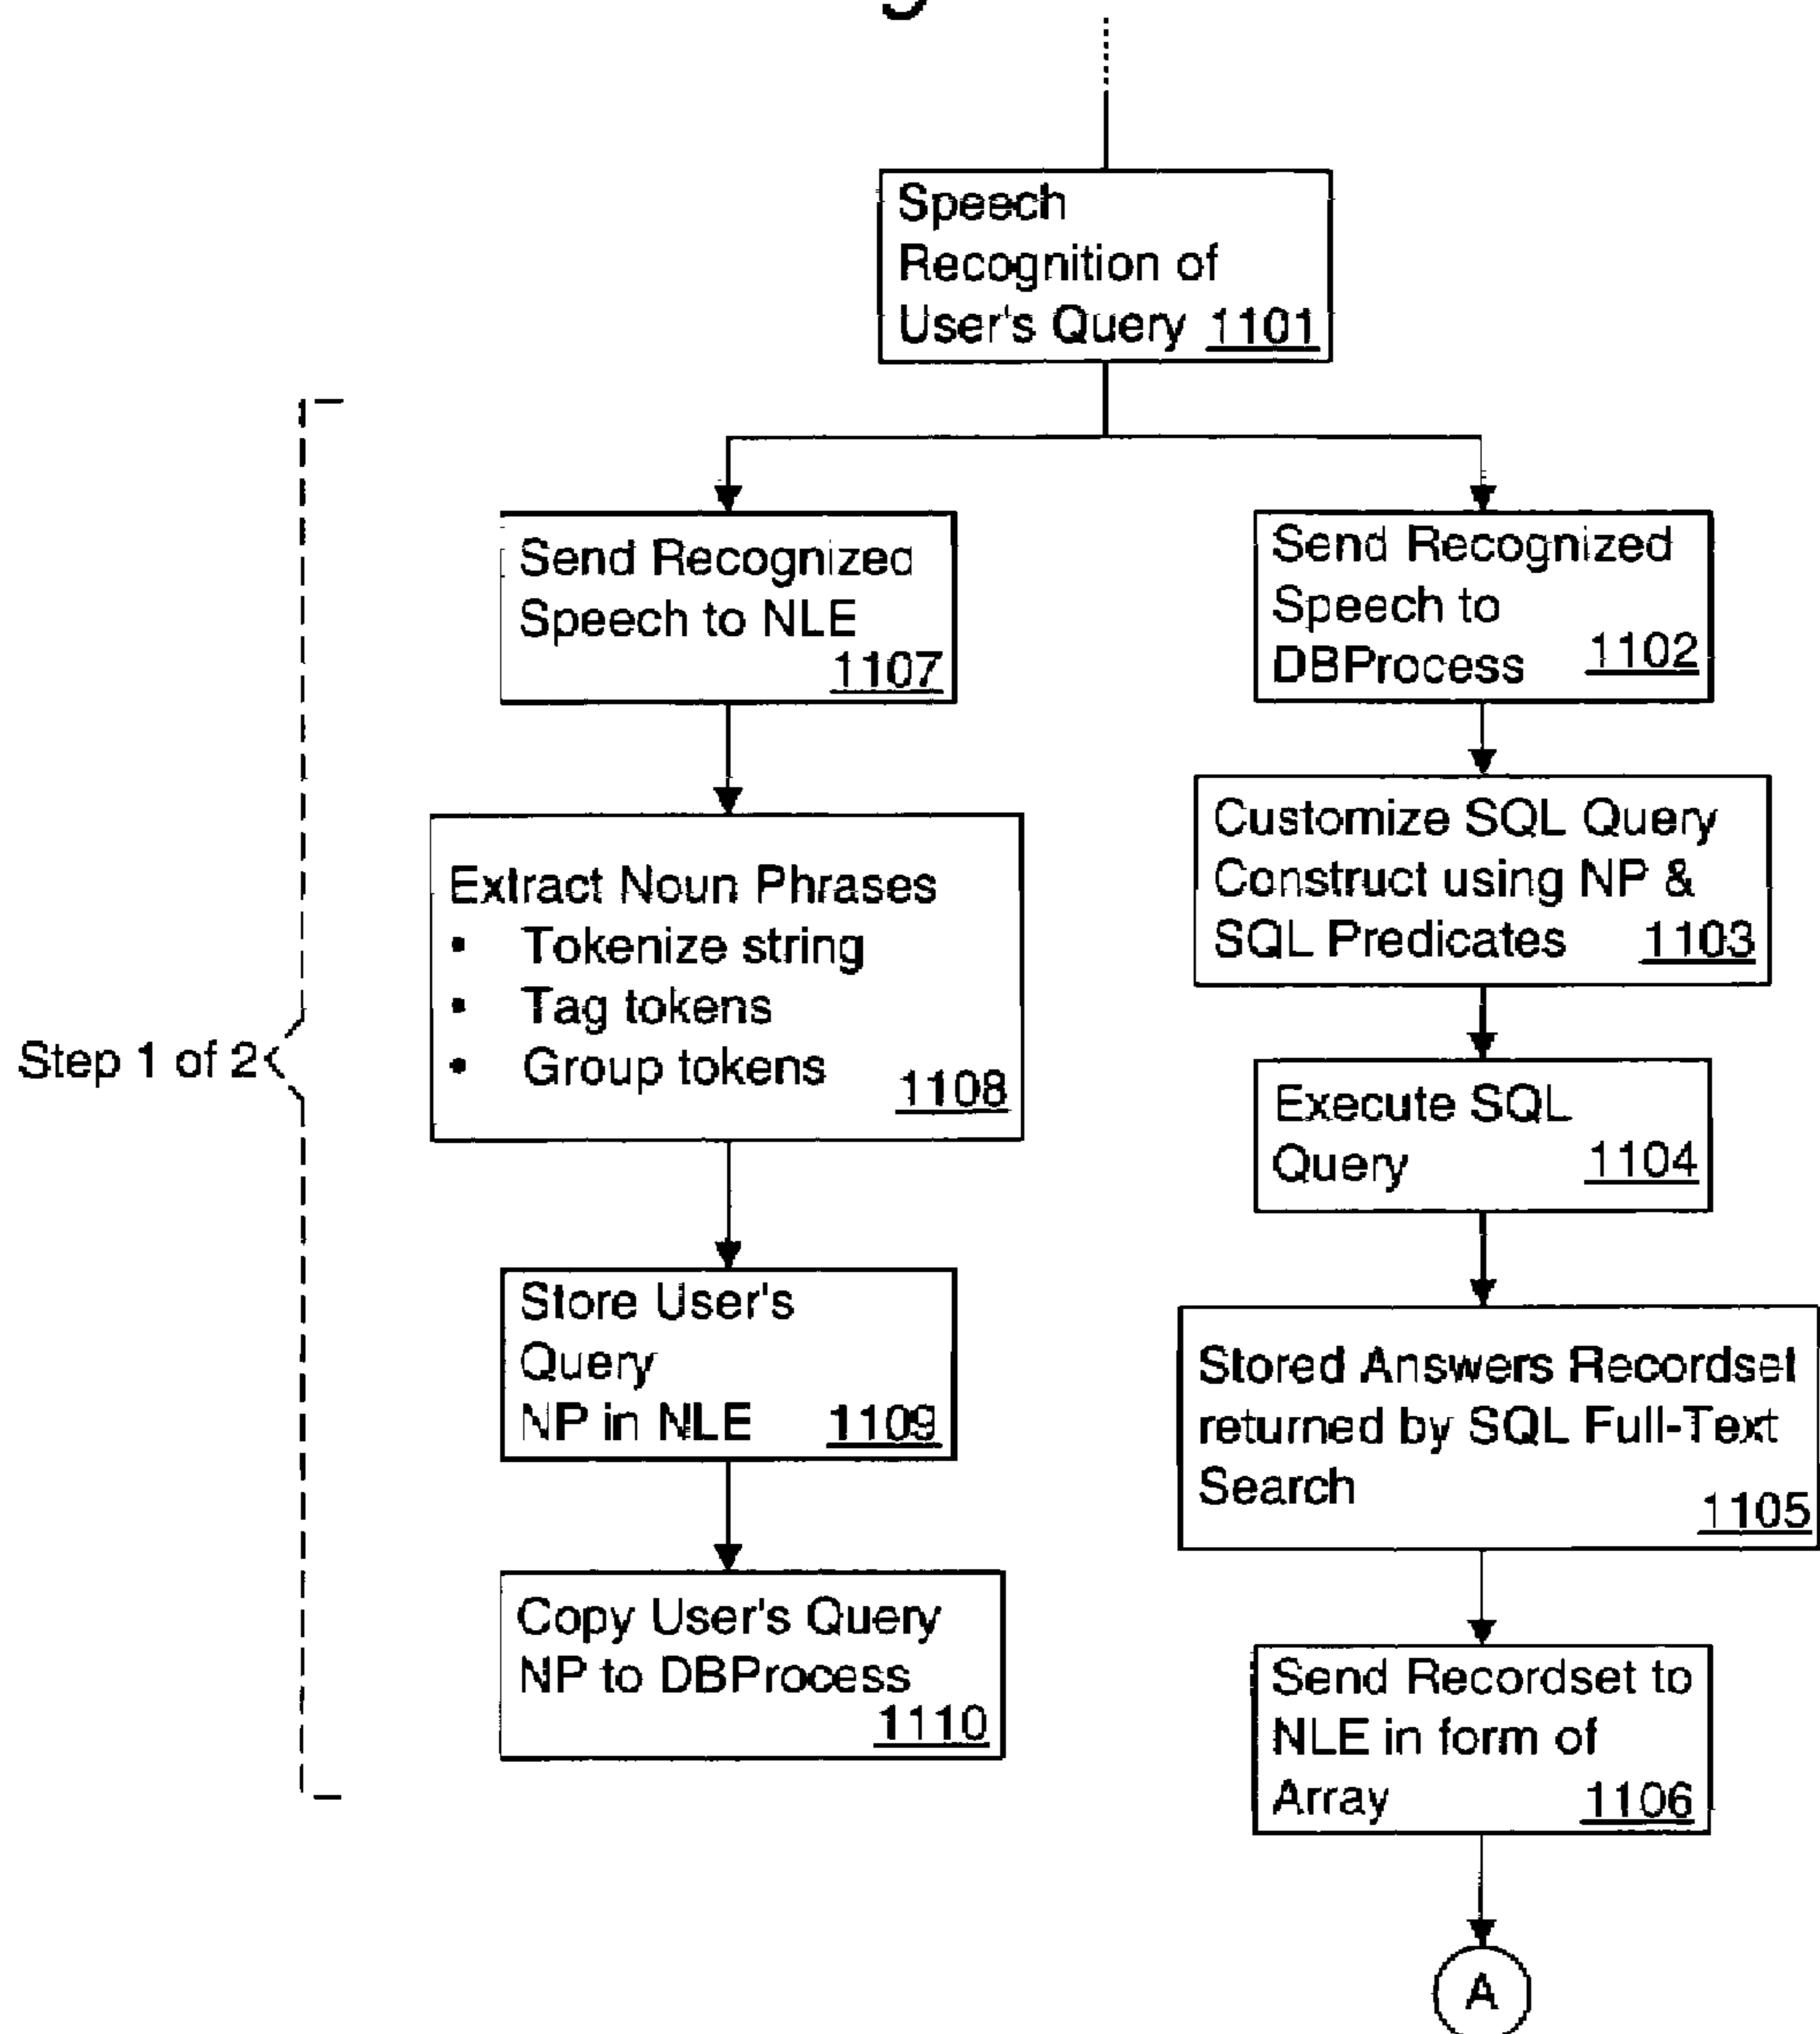 Speech
Recognition of
User's Query 1101
Send Recognized
Speech to NLE
1107
Send Recognized
Speech to
DBProcess 1102
Extract Noun Phrases
• Tokenize string
• Tag tokens
• Group tokens
1108
Customize SQL Query
Construct using NP &
SQL Predicates 1103
Step 1 of 2
Execute SQL
Query 1104
Store User's
Query
NP in NLE 1109
Stored Answers Recordset
returned by SQL Full-Text
Search
1105
Copy User's Query
NP to DBProcess
1110
Send Recordset to
NLE in form of
Array 1106
A